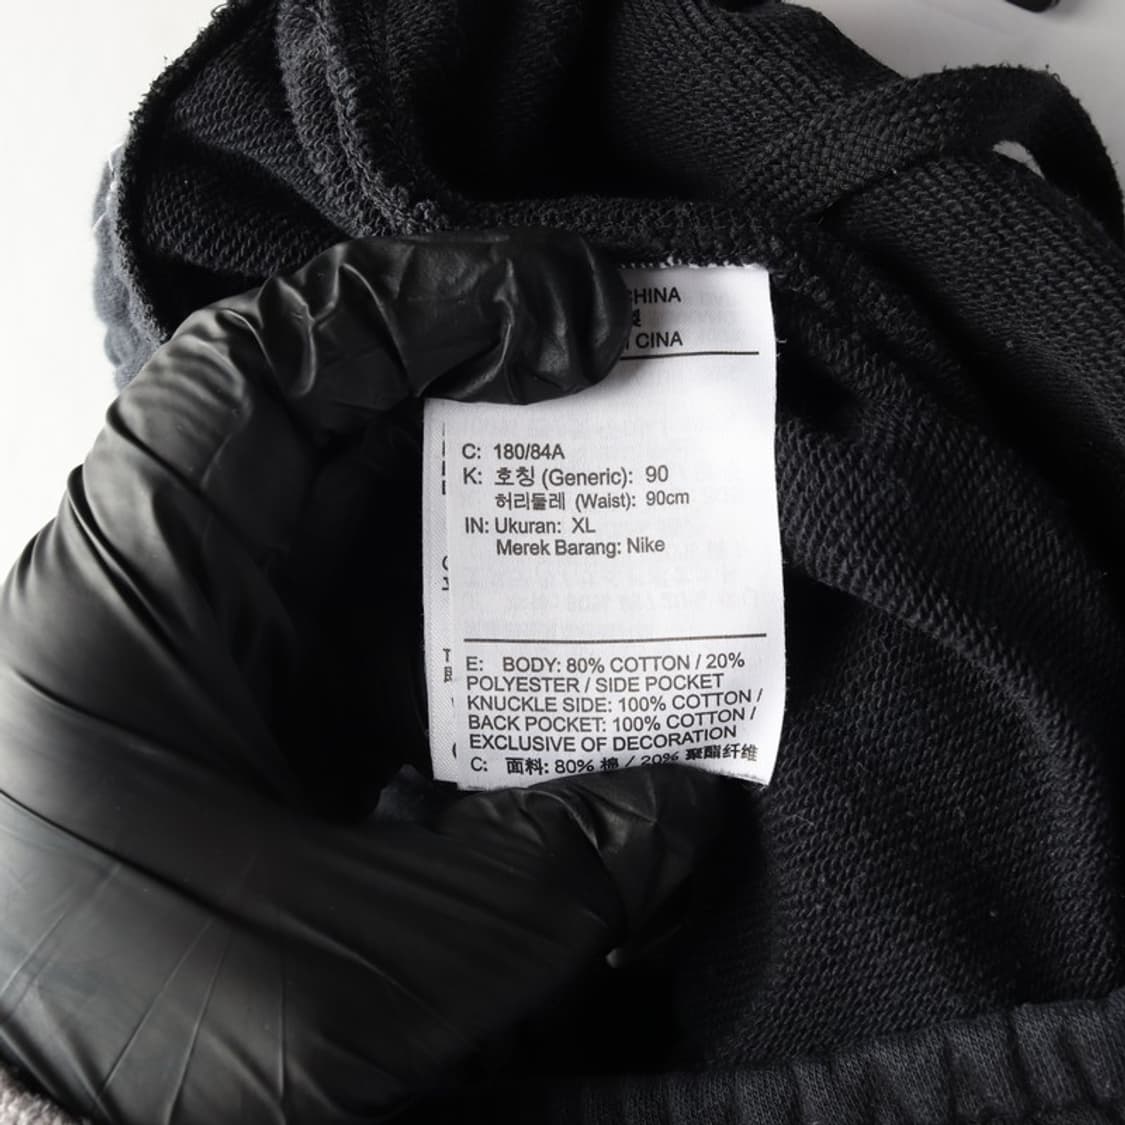 CHINA
製
CINA
C: 180/84A
K: 호칭 (Generic): 90
허리둘레 (Waist): 90cm
IN: Ukuran: XL
Merek Barang: Nike
E: BODY: 80% COTTON / 20%
POLYESTER / SIDE POCKET
KNUCKLE SIDE: 100% COTTON /
BACK POCKET: 100% COTTON /
EXCLUSIVE OF DECORATION
C: 面料: 80% 棉 / 20% 聚酯纤维